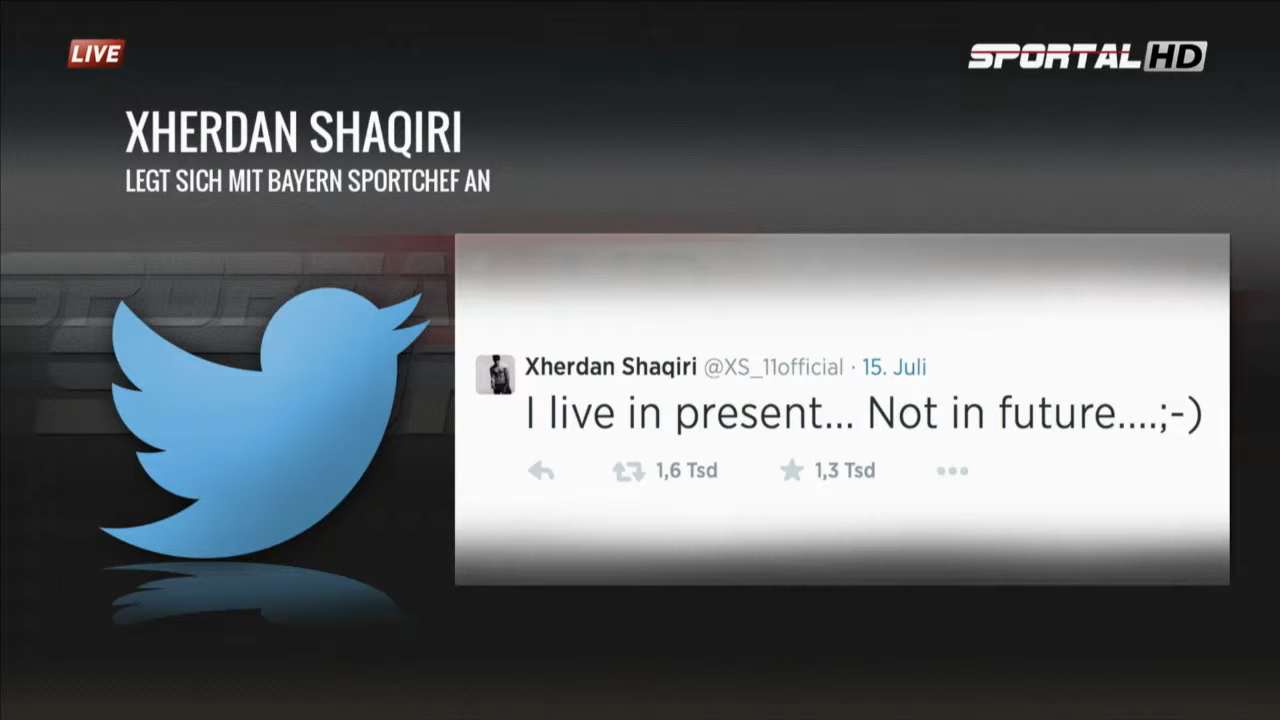 LIVE
SPORTAL HD
XHERDAN SHAQIRI
LEGT SICH MIT BAYERN SPORTCHEF AN
Xherdan Shaqiri @XS_11official · 15. Juli
I live in present... Not in future....;-)
1,6 Tsd 1,3 Tsd